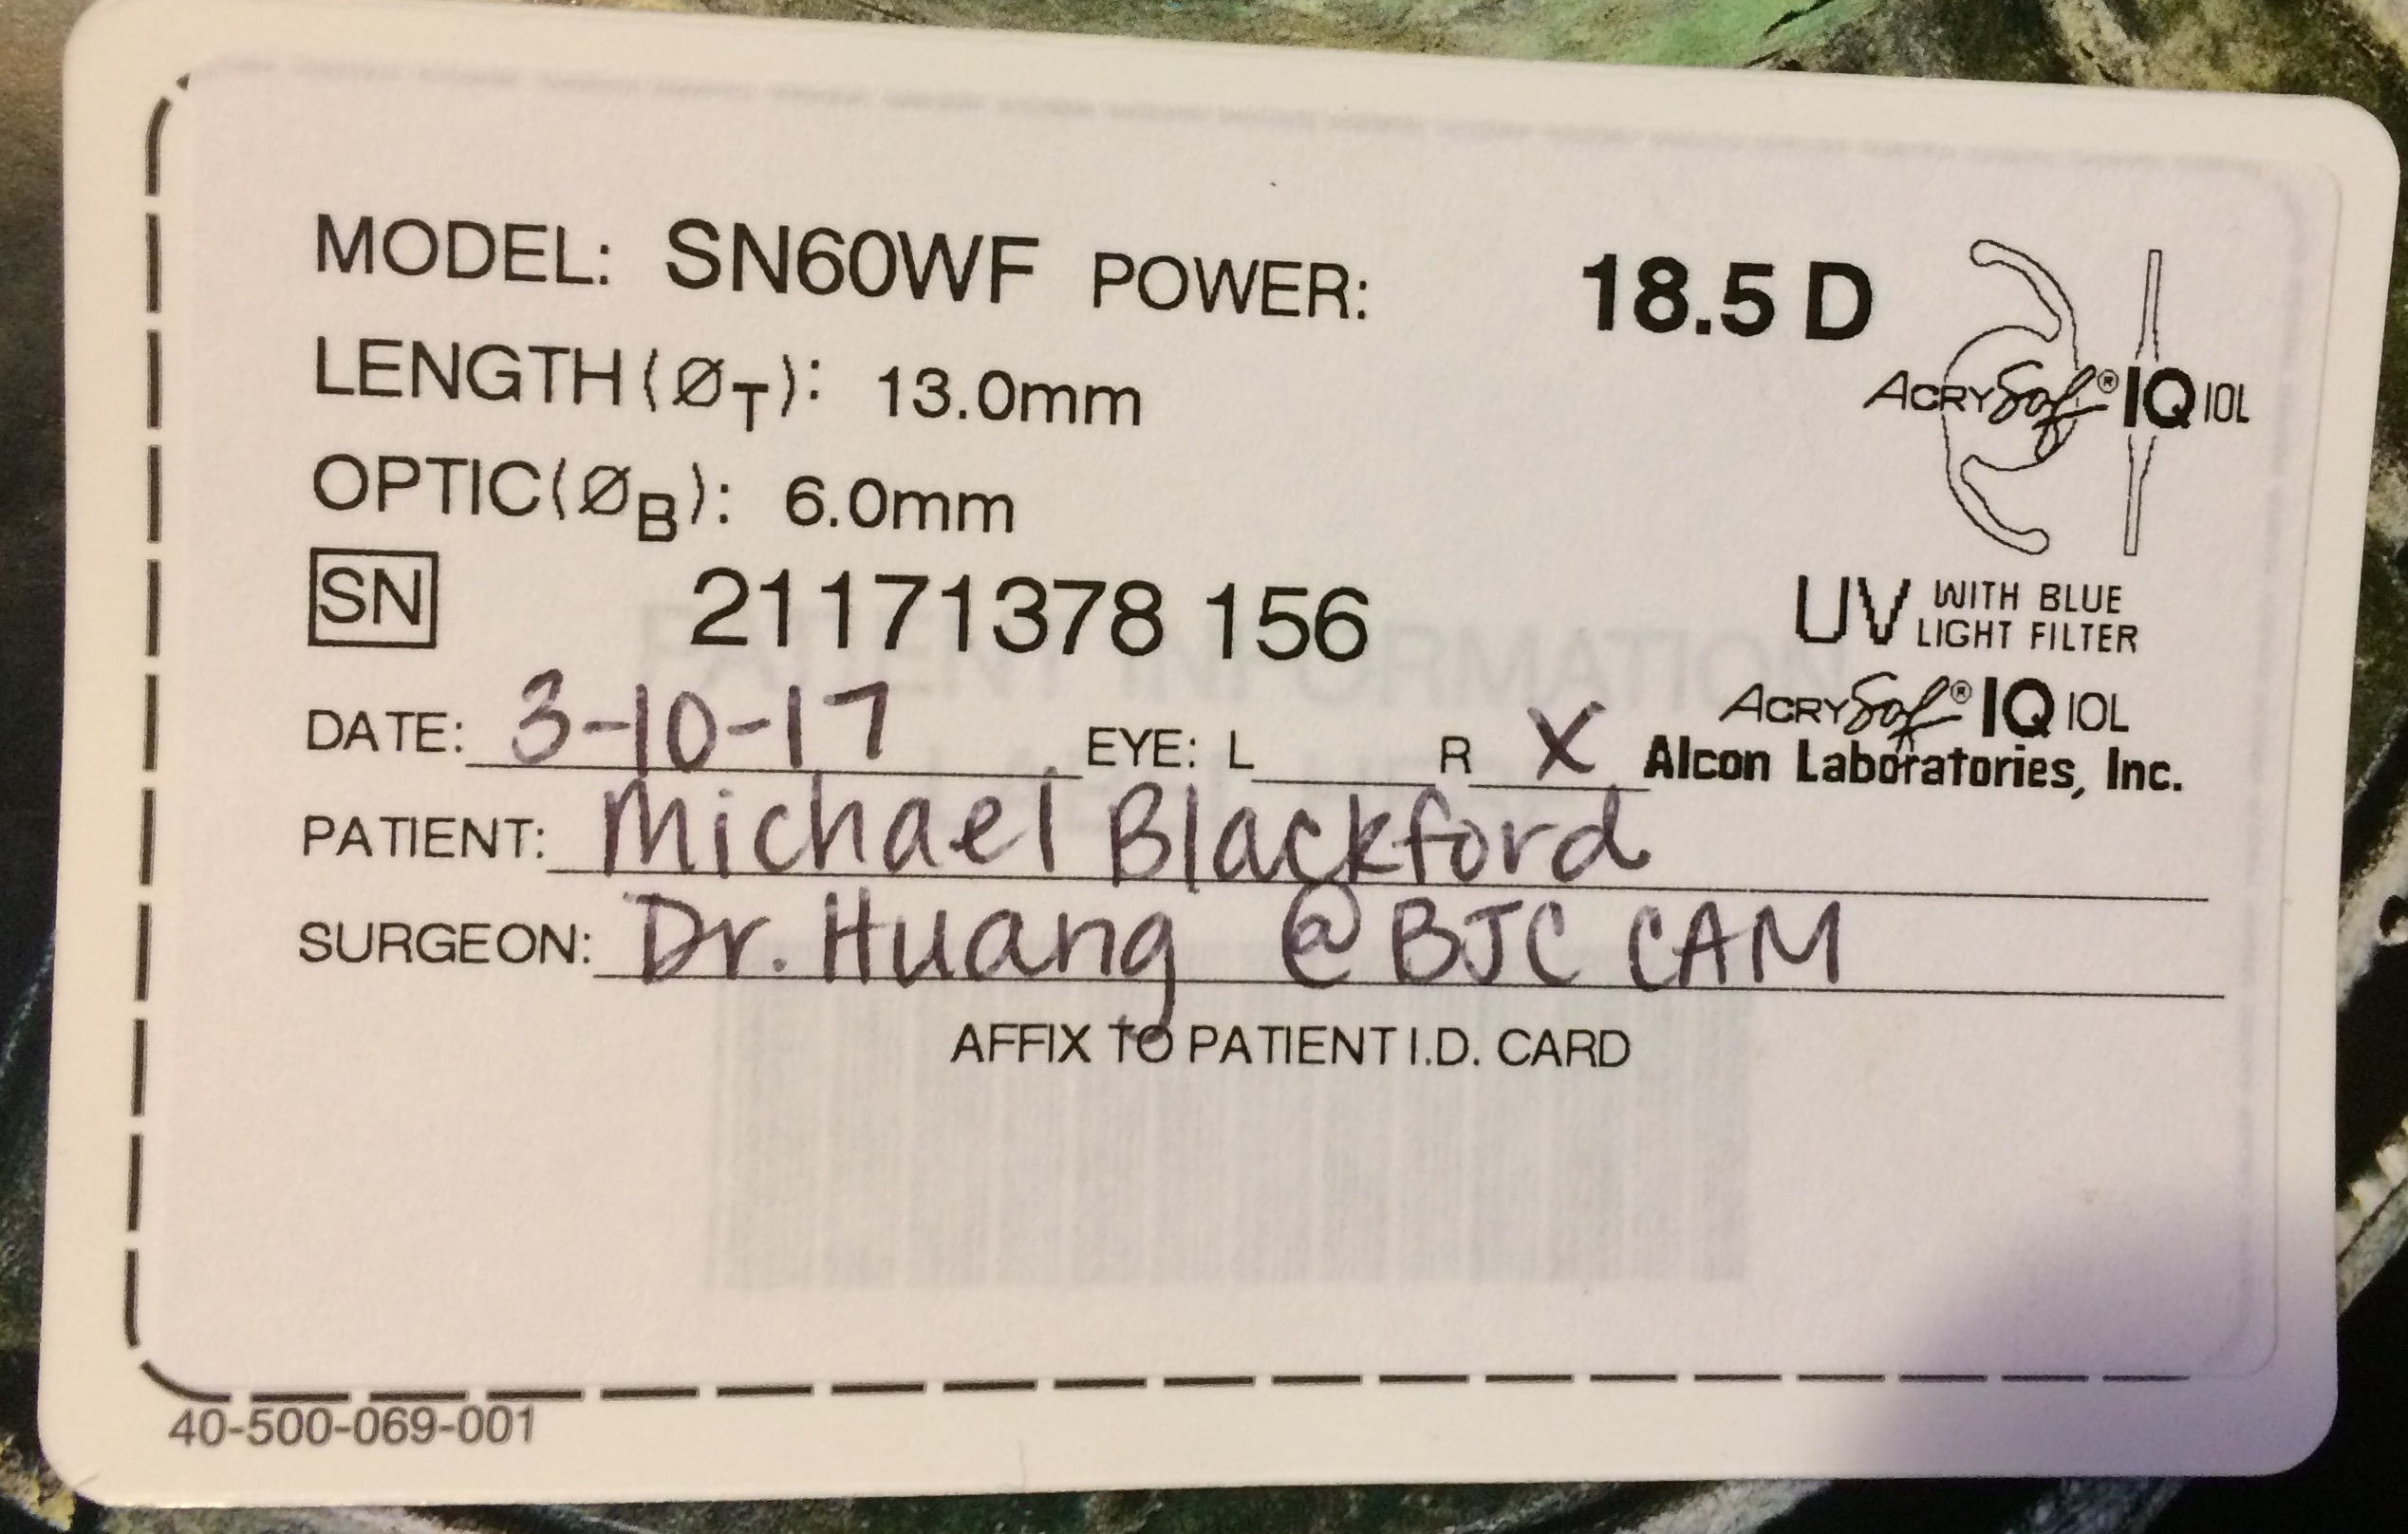 MODEL: SN60WF POWER: 18.5 D
LENGTH (ØT): 13.0mm
ACRYSof® IQ IOL
OPTIC(ØB): 6.0mm
SN 21171378 156
UV WITH BLUE LIGHT FILTER
ACRYSof® IQ IOL
DATE: 3-10-17 EYE: L R X Alcon Laboratories, Inc.
PATIENT: Michael Blackford
SURGEON: Dr. Huang @ BJC CAM
AFFIX TO PATIENT I.D. CARD
40-500-069-001